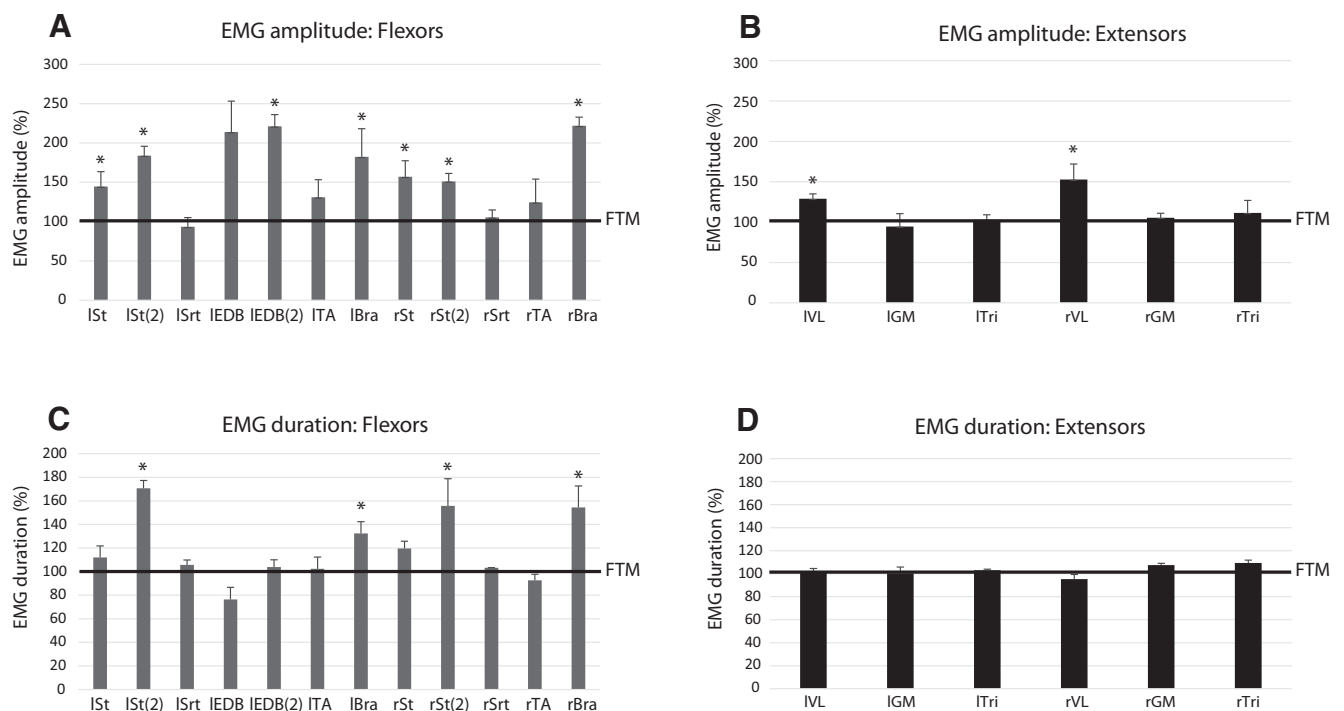 A
EMG amplitude: Flexors
EMG amplitude (%)
300
250
200
150
100
50
0
* * * * * * *
FTM
lSt lSt(2) lSrt lEDB lEDB(2) lTA lBra rSt rSt(2) rSrt rTA rBra
B
EMG amplitude: Extensors
EMG amplitude (%)
300
250
200
150
100
50
0
* *
FTM
lVL lGM lTri rVL rGM rTri
C
EMG duration: Flexors
EMG duration (%)
200
180
160
140
120
100
80
60
40
20
0
* * * *
FTM
lSt lSt(2) lSrt lEDB lEDB(2) lTA lBra rSt rSt(2) rSrt rTA rBra
D
EMG duration: Extensors
EMG duration (%)
200
180
160
140
120
100
80
60
40
20
0
FTM
lVL lGM lTri rVL rGM rTri